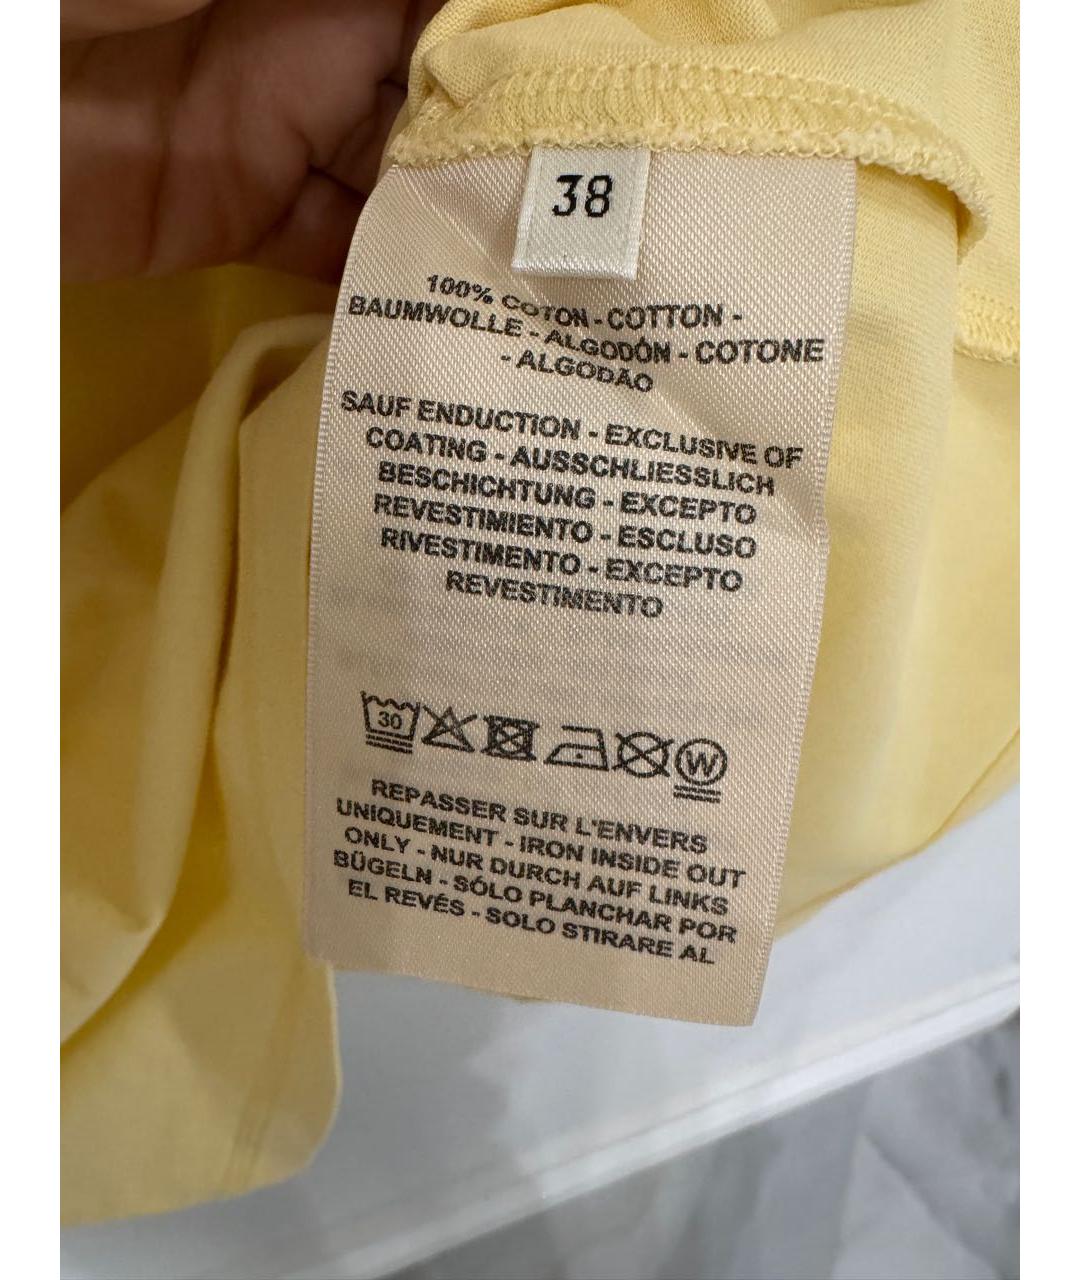 38
100% COTON - COTTON -
BAUMWOLLE - ALGODÓN - COTONE
- ALGODÃO
SAUF ENDUCTION - EXCLUSIVE OF
COATING - AUSSCHLIESSLICH
BESCHICHTUNG - EXCEPTO
REVESTIMIENTO - ESCLUSO
RIVESTIMENTO - EXCEPTO
REVESTIMENTO
30
W
REPASSER SUR L'ENVERS
UNIQUEMENT - IRON INSIDE OUT
ONLY - NUR DURCH AUF LINKS
BÜGELN - SÓLO PLANCHAR POR
EL REVÉS - SOLO STIRARE AL